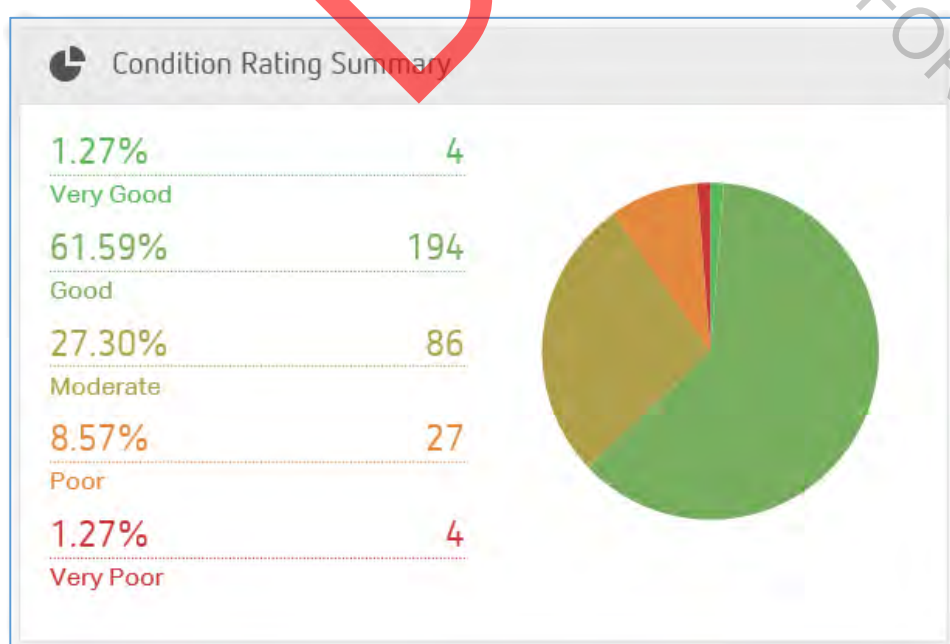 Condition Rating Summary
1.27% 4
Very Good
61.59% 194
Good
27.30% 86
Moderate
8.57% 27
Poor
1.27% 4
Very Poor